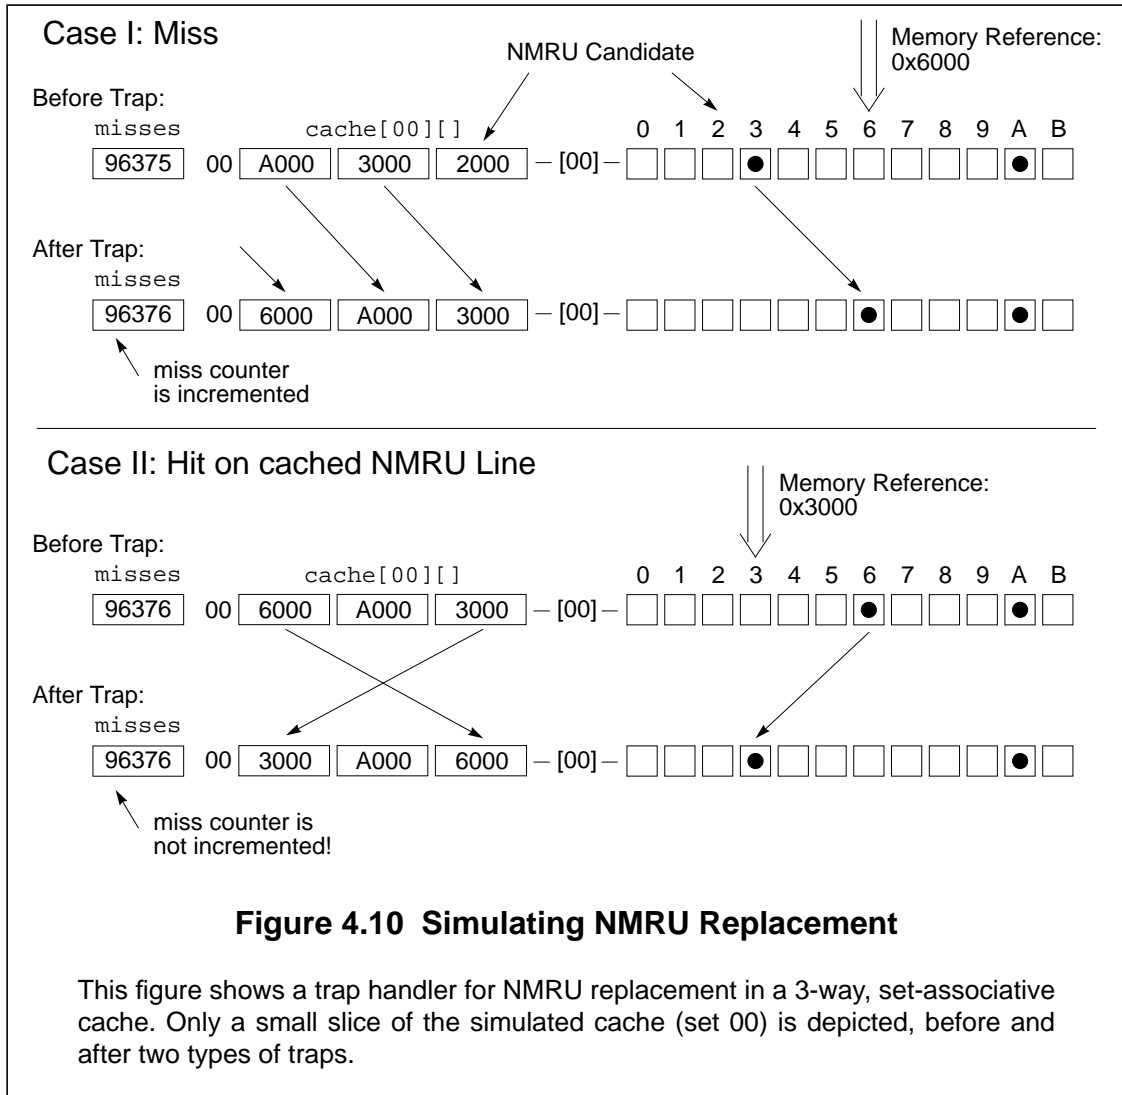 Case I: Miss
Memory Reference:
0x6000
NMRU Candidate
Before Trap:
misses cache[00][] 0 1 2 3 4 5 6 7 8 9 A B
96375 00 A000 3000 2000 [00]
After Trap:
misses
96376 00 6000 A000 3000 [00]
miss counter
is incremented
Case II: Hit on cached NMRU Line
Memory Reference:
0x3000
Before Trap:
misses cache[00][] 0 1 2 3 4 5 6 7 8 9 A B
96376 00 6000 A000 3000 [00]
After Trap:
misses
96376 00 3000 A000 6000 [00]
miss counter is
not incremented!
Figure 4.10 Simulating NMRU Replacement
This figure shows a trap handler for NMRU replacement in a 3-way, set-associative
cache. Only a small slice of the simulated cache (set 00) is depicted, before and
after two types of traps.